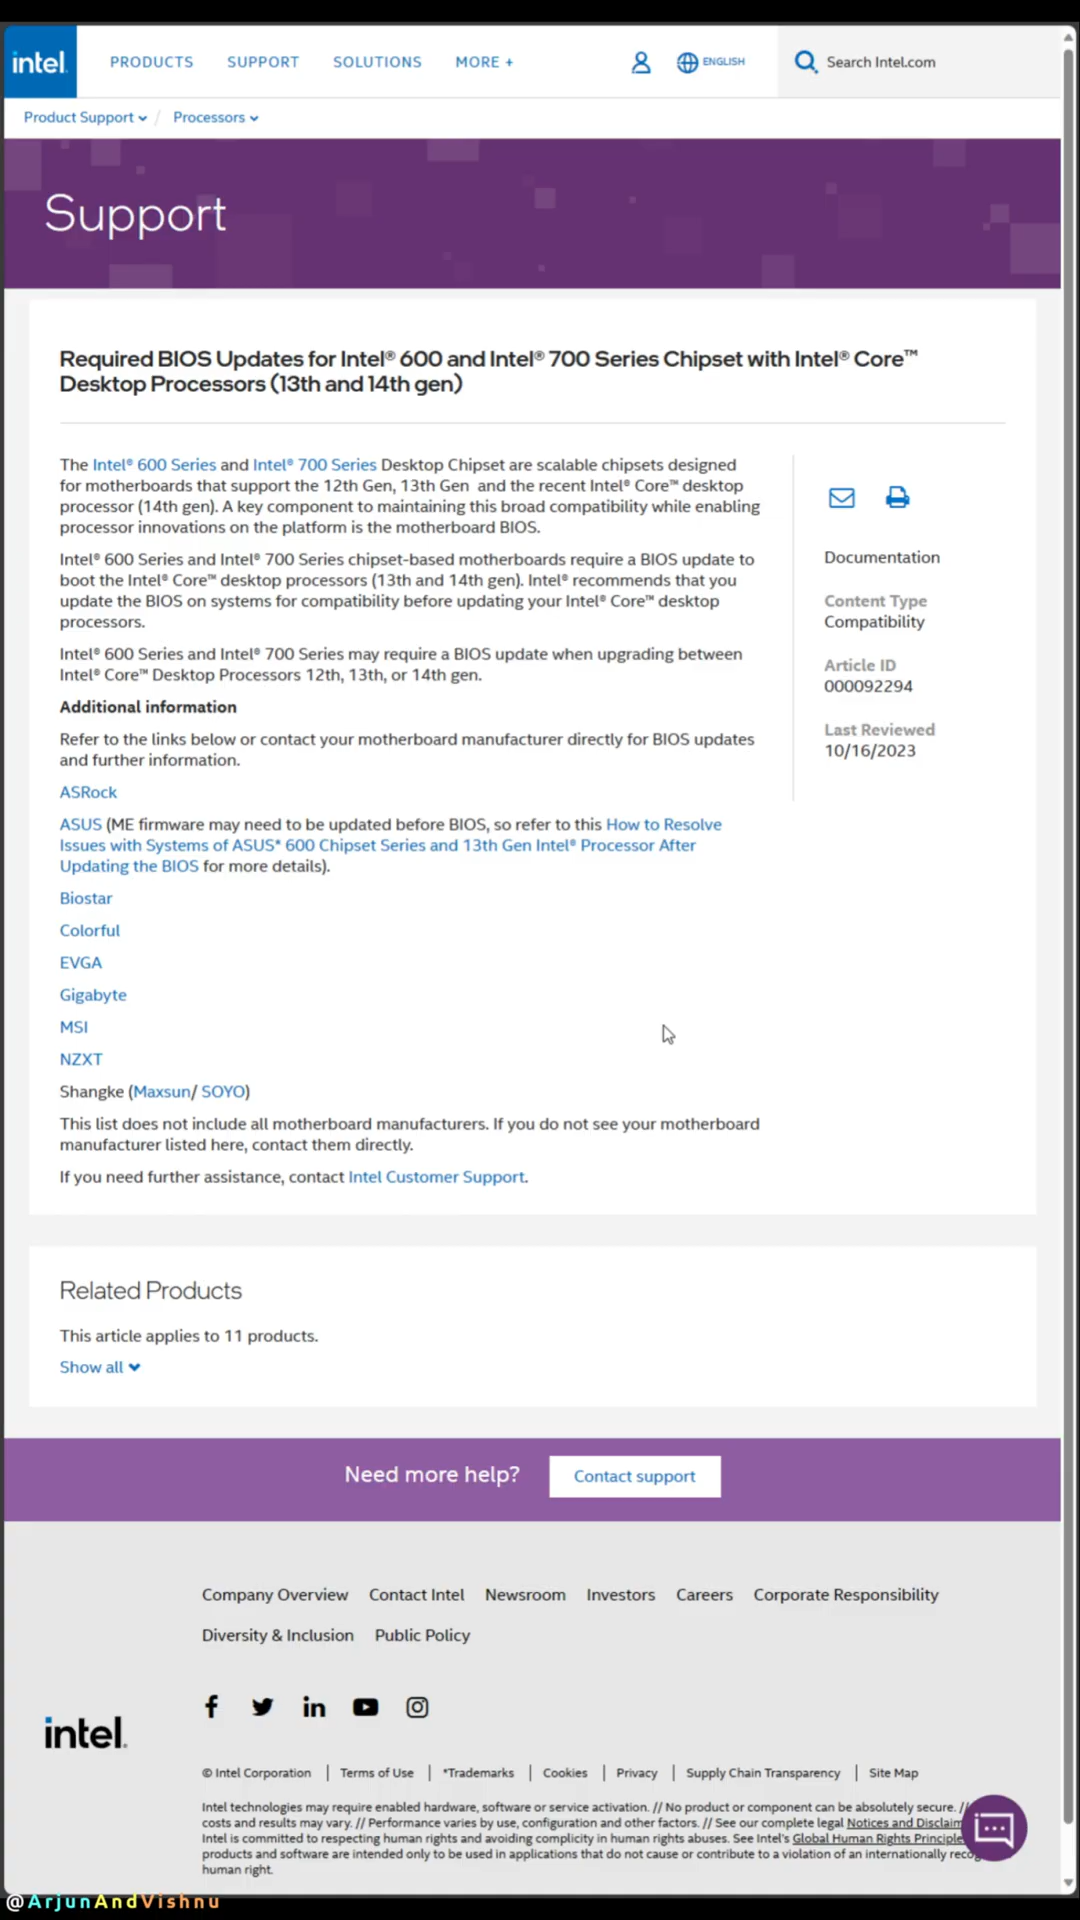 intel.
PRODUCTS SUPPORT SOLUTIONS MORE + ENGLISH Search Intel.com
Product Support / Processors
Support
Required BIOS Updates for Intel® 600 and Intel® 700 Series Chipset with Intel® Core™
Desktop Processors (13th and 14th gen)
The Intel® 600 Series and Intel® 700 Series Desktop Chipset are scalable chipsets designed
for motherboards that support the 12th Gen, 13th Gen and the recent Intel® Core™ desktop
processor (14th gen). A key component to maintaining this broad compatibility while enabling
processor innovations on the platform is the motherboard BIOS.
Intel® 600 Series and Intel® 700 Series chipset-based motherboards require a BIOS update to
boot the Intel® Core™ desktop processors (13th and 14th gen). Intel® recommends that you
update the BIOS on systems for compatibility before updating your Intel® Core™ desktop
processors.
Intel® 600 Series and Intel® 700 Series may require a BIOS update when upgrading between
Intel® Core™ Desktop Processors 12th, 13th, or 14th gen.
Additional information
Refer to the links below or contact your motherboard manufacturer directly for BIOS updates
and further information.
ASRock
ASUS (ME firmware may need to be updated before BIOS, so refer to this How to Resolve
Issues with Systems of ASUS* 600 Chipset Series and 13th Gen Intel® Processor After
Updating the BIOS for more details).
Biostar
Colorful
EVGA
Gigabyte
MSI
NZXT
Shangke (Maxsun/ SOYO)
This list does not include all motherboard manufacturers. If you do not see your motherboard
manufacturer listed here, contact them directly.
If you need further assistance, contact Intel Customer Support.
Documentation
Content Type
Compatibility
Article ID
000092294
Last Reviewed
10/16/2023
Related Products
This article applies to 11 products.
Show all
Need more help? Contact support
Company Overview Contact Intel Newsroom Investors Careers Corporate Responsibility
Diversity & Inclusion Public Policy
intel.
© Intel Corporation | Terms of Use | *Trademarks | Cookies | Privacy | Supply Chain Transparency | Site Map
Intel technologies may require enabled hardware, software or service activation. // No product or component can be absolutely secure. //
costs and results may vary. // Performance varies by use, configuration and other factors. // See our complete legal Notices and Disclaim
Intel is committed to respecting human rights and avoiding complicity in human rights abuses. See Intel's Global Human Rights Principle
products and software are intended only to be used in applications that do not cause or contribute to a violation of an internationally recog
human right.
@ArjunAndVishnu